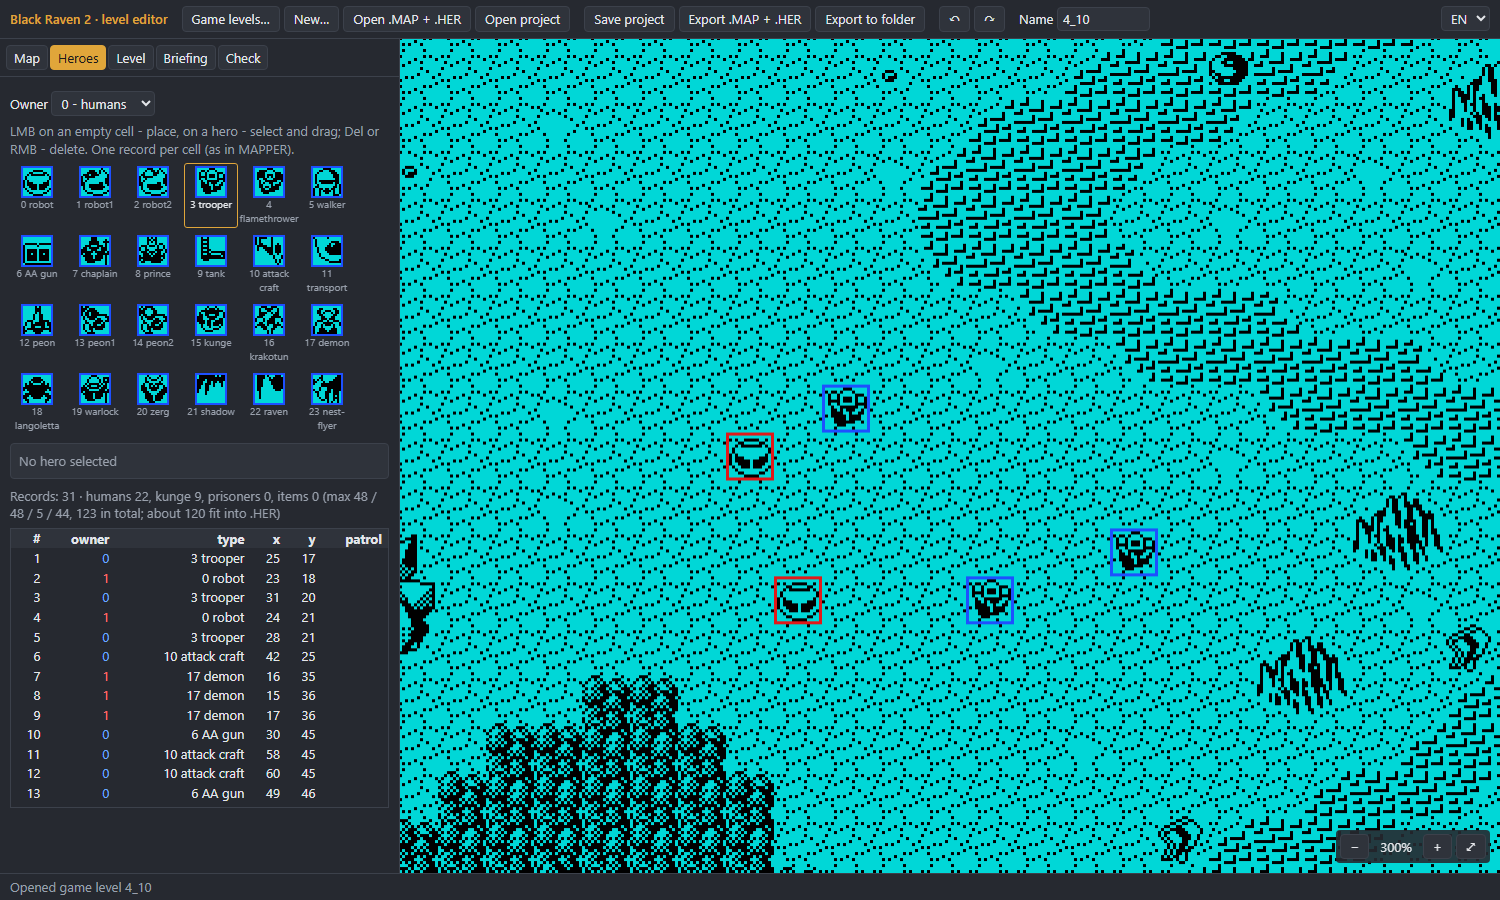 Black Raven 2 · level editor
Game levels...
New...
Open .MAP + .HER
Open project
Save project
Export .MAP + .HER
Export to folder
Name
4_10
EN
Map
Heroes
Level
Briefing
Check
Owner
0 - humans
LMB on an empty cell - place, on a hero - select and drag; Del or
RMB - delete. One record per cell (as in MAPPER).
0 robot
1 robot1
2 robot2
3 trooper
4 flamethrower
5 walker
6 AA gun
7 chaplain
8 prince
9 tank
10 attack craft
11 transport
12 peon
13 peon1
14 peon2
15 kunge
16 krakotun
17 demon
18 langoletta
19 warlock
20 zerg
21 shadow
22 raven
23 nest-flyer
No hero selected
Records: 31 · humans 22, kunge 9, prisoners 0, items 0 (max 48 /
48 / 5 / 44, 123 in total; about 120 fit into .HER)
# owner type x y patrol
1 0 3 trooper 25 17
2 1 0 robot 23 18
3 0 3 trooper 31 20
4 1 0 robot 24 21
5 0 3 trooper 28 21
6 0 10 attack craft 42 25
7 1 17 demon 16 35
8 1 17 demon 15 36
9 1 17 demon 17 36
10 0 6 AA gun 30 45
11 0 10 attack craft 58 45
12 0 10 attack craft 60 45
13 0 6 AA gun 49 46
− 300% +
Opened game level 4_10